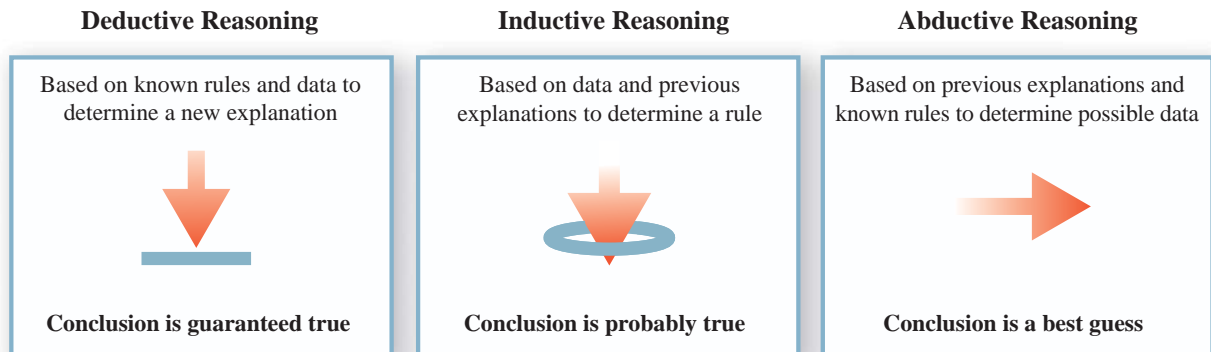 Deductive Reasoning
Based on known rules and data to
determine a new explanation
Conclusion is guaranteed true
Inductive Reasoning
Based on data and previous
explanations to determine a rule
Conclusion is probably true
Abductive Reasoning
Based on previous explanations and
known rules to determine possible data
Conclusion is a best guess